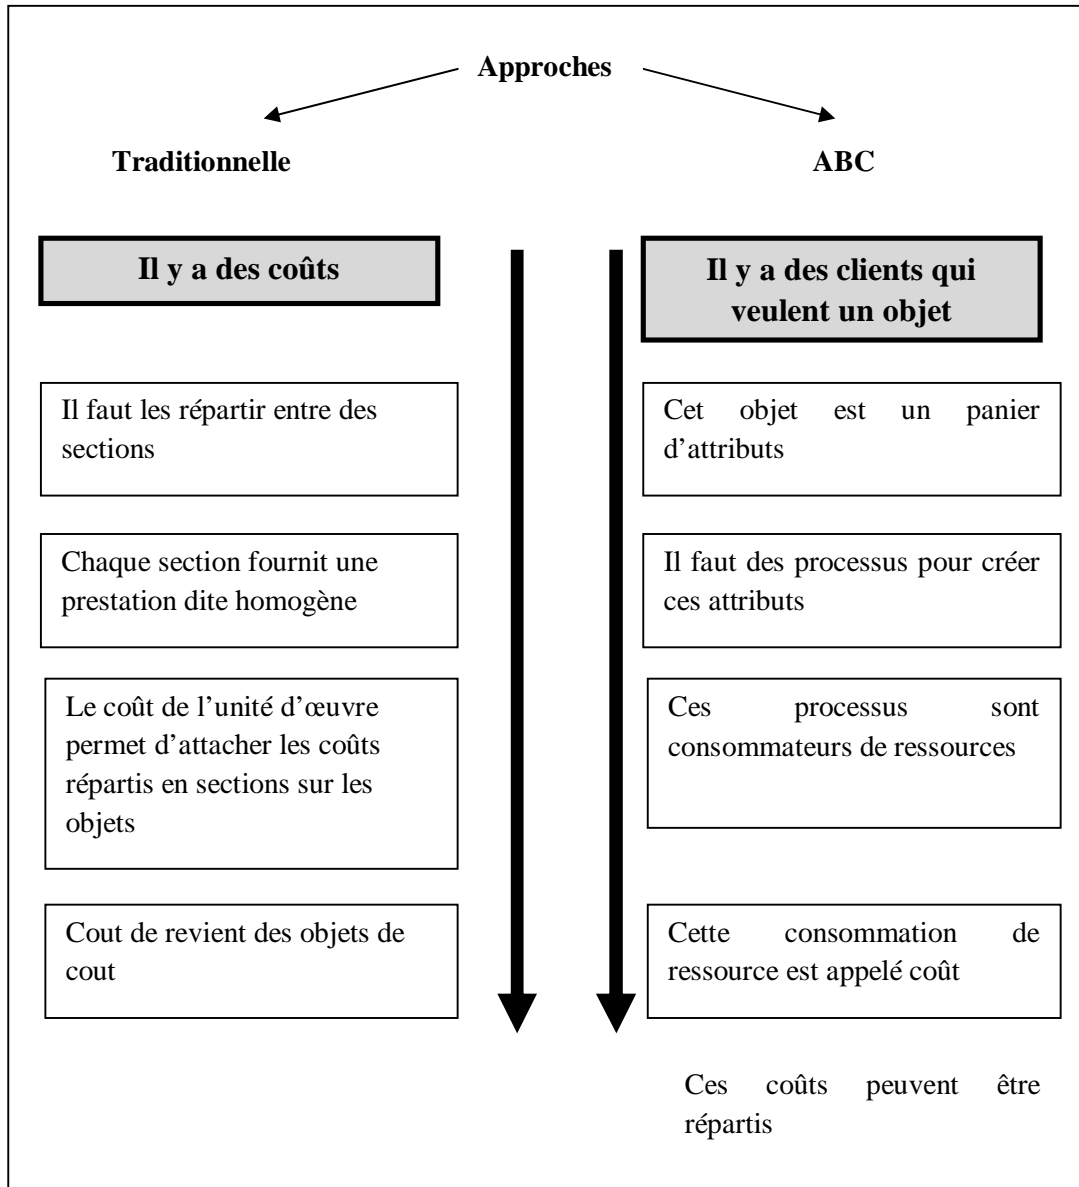 Approches
Traditionnelle
ABC
Il y a des coûts
Il faut les répartir entre des
sections
Chaque section fournit une
prestation dite homogène
Le coût de l’unité d’œuvre
permet d’attacher les coûts
répartis en sections sur les
objets
Cout de revient des objets de
cout
Il y a des clients qui
veulent un objet
Cet objet est un panier
d’attributs
Il faut des processus pour créer
ces attributs
Ces processus sont
consommateurs de ressources
Cette consommation de
ressource est appelé coût
Ces coûts peuvent être
répartis